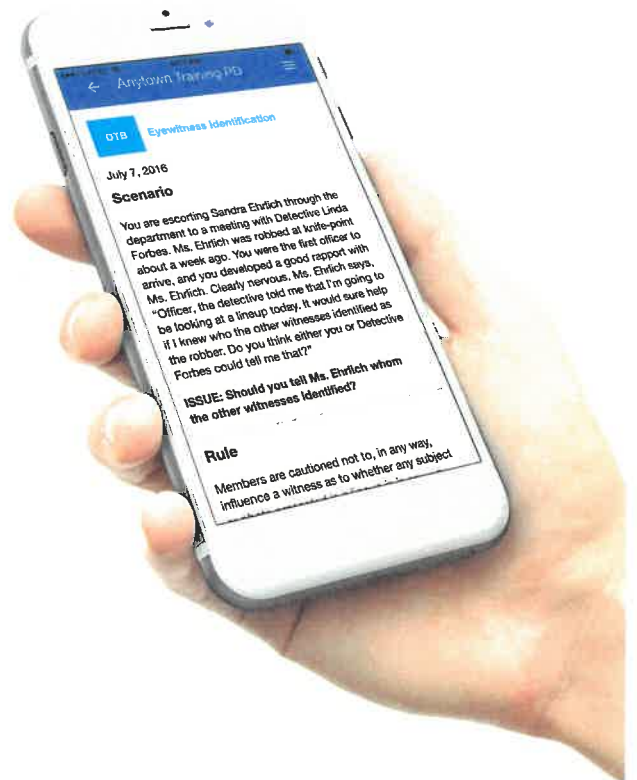 Anytown Training PD
DTB Eyewitness Identification
July 7, 2016
Scenario
You are escorting Sandra Ehrlich through the
department to a meeting with Detective Linda
Forbes. Ms. Ehrlich was robbed at knife-point
about a week ago. You were the first officer to
arrive, and you developed a good rapport with
Ms. Ehrlich. Clearly nervous, Ms. Ehrlich says,
“Officer, the detective told me that I'm going to
be looking at a lineup today. It would sure help
if I knew who the other witnesses identified as
the robber. Do you think either you or Detective
Forbes could tell me that?”
ISSUE: Should you tell Ms. Ehrlich whom
the other witnesses identified?
Rule
Members are cautioned not to, in any way,
influence a witness as to whether any subject